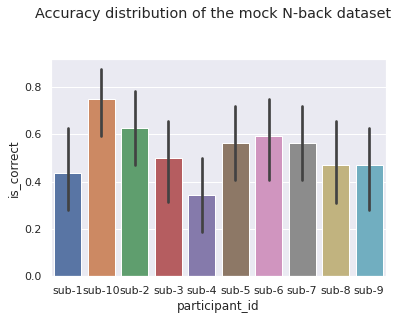 Accuracy distribution of the mock N-back dataset
is_correct
0.8
0.6
0.4
0.2
0.0
sub-1 sub-10 sub-2 sub-3 sub-4 sub-5 sub-6 sub-7 sub-8 sub-9
participant_id